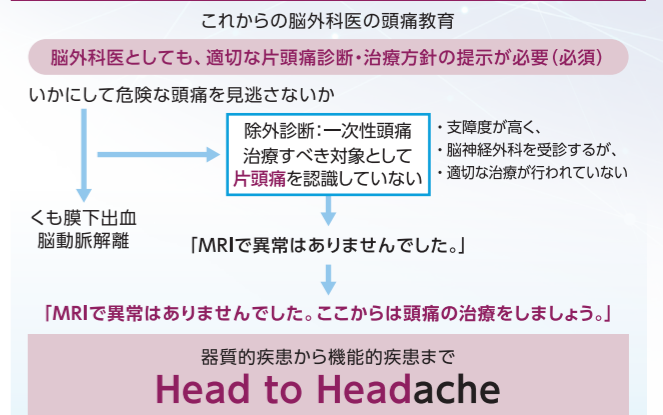 これからの脳外科医の頭痛教育
脳外科医としても、適切な片頭痛診断・治療方針の提示が必要（必須）
いかにして危険な頭痛を見逃さないか
除外診断：一次性頭痛
治療すべき対象として
片頭痛を認識していない
・支障度が高く、
・脳神経外科を受診するが、
・適切な治療が行われていない
くも膜下出血
脳動脈解離
「MRIで異常はありませんでした。」
「MRIで異常はありませんでした。ここからは頭痛の治療をしましょう。」
器質的疾患から機能的疾患まで
Head to Headache